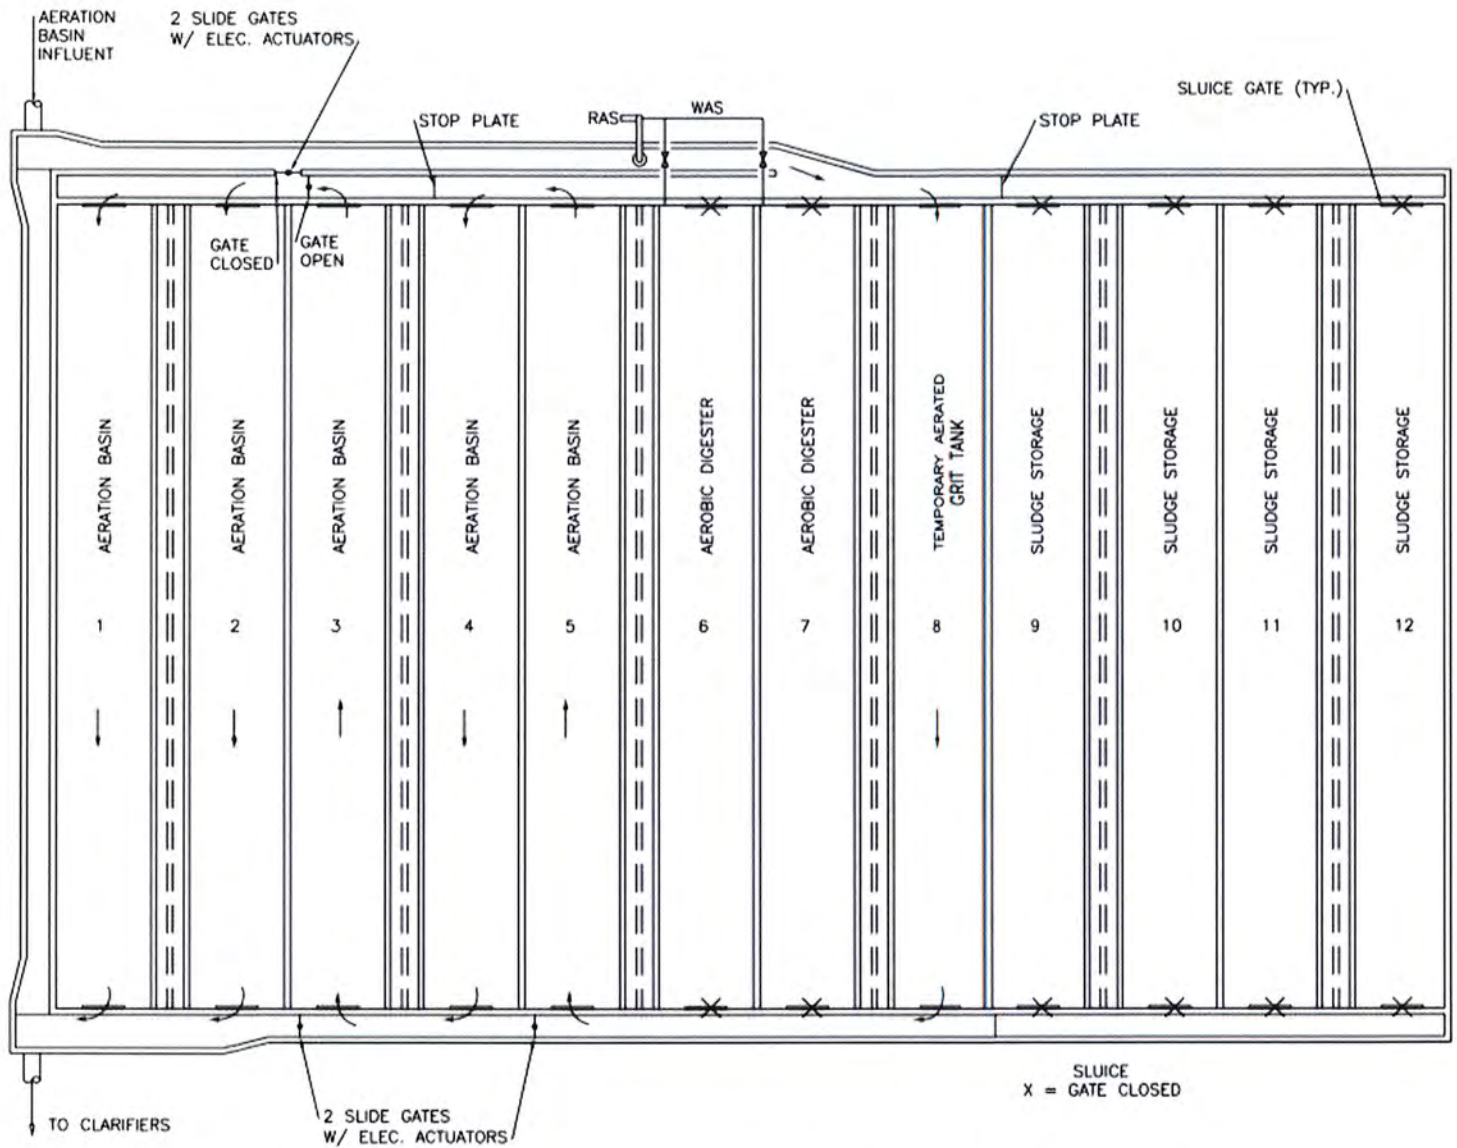 AERATION
BASIN
INFLUENT
2 SLIDE GATES
W/ ELEC. ACTUATORS
STOP PLATE
RAS
WAS
STOP PLATE
SLUICE GATE (TYP.)
GATE
CLOSED
GATE
OPEN
AERATION BASIN
AERATION BASIN
AERATION BASIN
AERATION BASIN
AERATION BASIN
AEROBIC DIGESTER
AEROBIC DIGESTER
TEMPORARY AERATED
GRIT TANK
SLUDGE STORAGE
SLUDGE STORAGE
SLUDGE STORAGE
SLUDGE STORAGE
1
2
3
4
5
6
7
8
9
10
11
12
SLUICE
X = GATE CLOSED
TO CLARIFIERS
2 SLIDE GATES
W/ ELEC. ACTUATORS